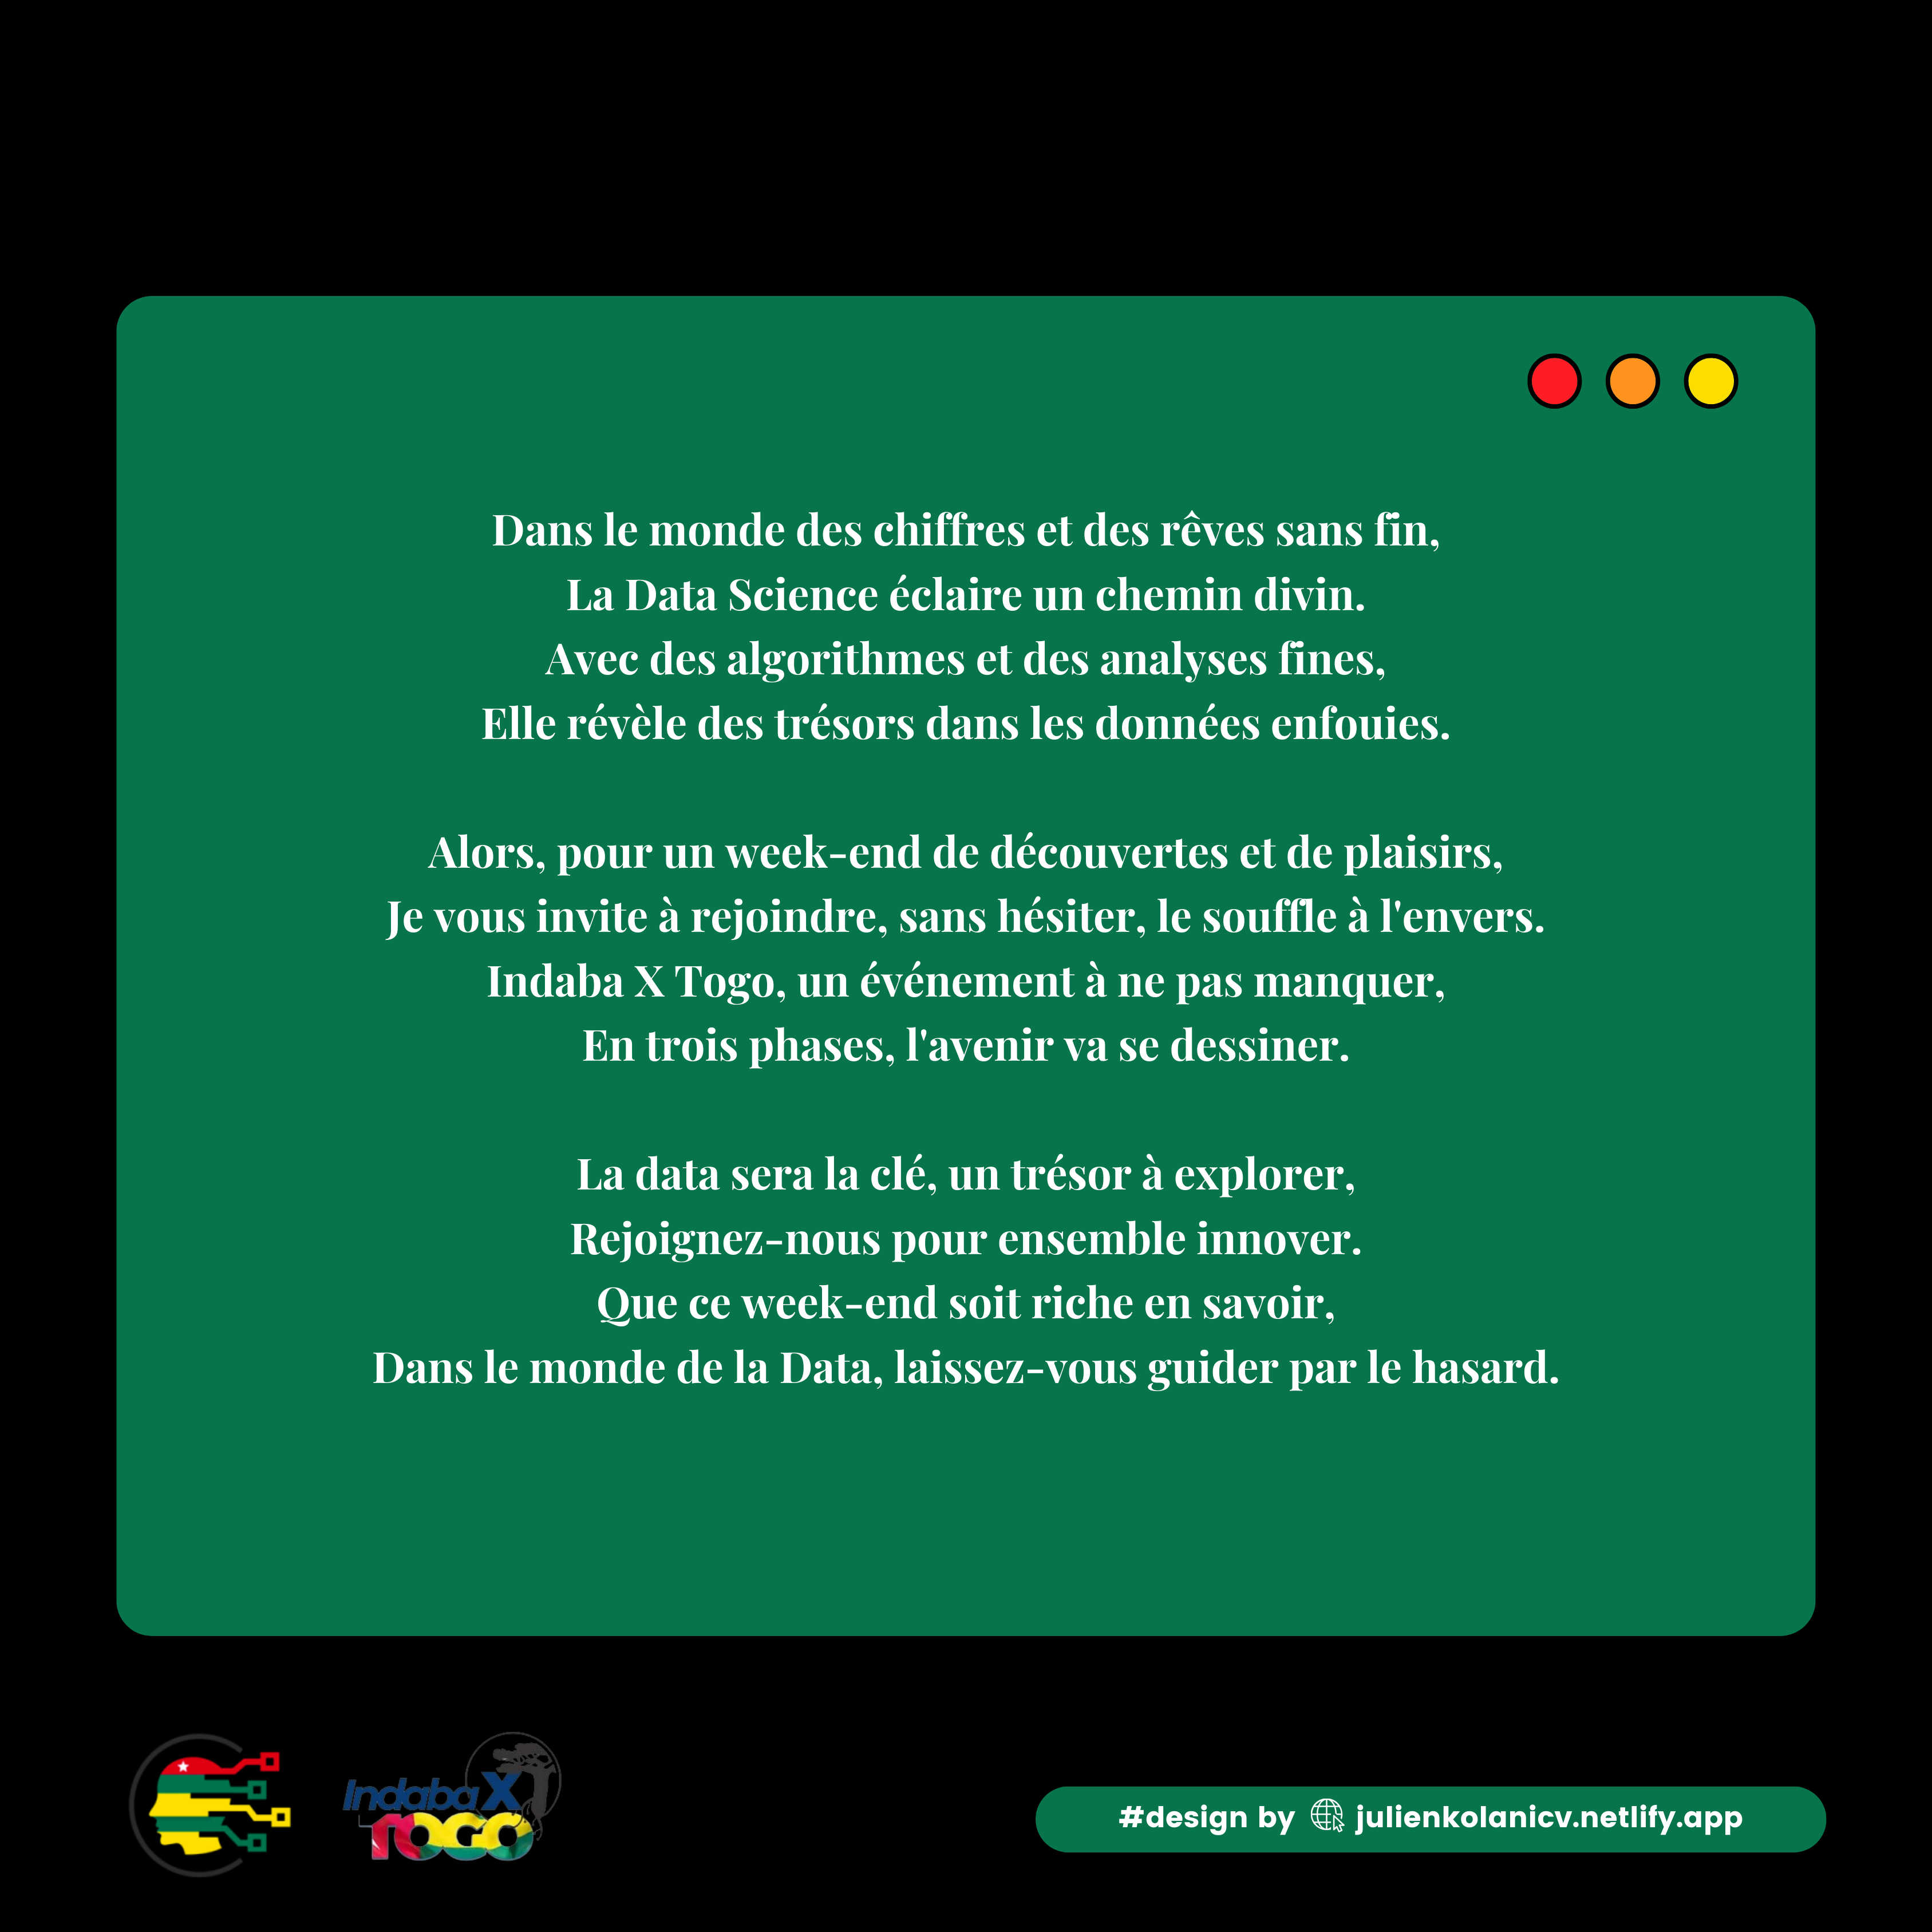 Dans le monde des chiffres et des rêves sans fin,
La Data Science éclaire un chemin divin.
Avec des algorithmes et des analyses fines,
Elle révèle des trésors dans les données enfouies.
Alors, pour un week-end de découvertes et de plaisirs,
Je vous invite à rejoindre, sans hésiter, le souffle à l'envers.
Indaba X Togo, un événement à ne pas manquer,
En trois phases, l'avenir va se dessiner.
La data sera la clé, un trésor à explorer,
Rejoignez-nous pour ensemble innover.
Que ce week-end soit riche en savoir,
Dans le monde de la Data, laissez-vous guider par le hasard.
Indaba X
TOGO
#design by julienkolanicv.netlify.app